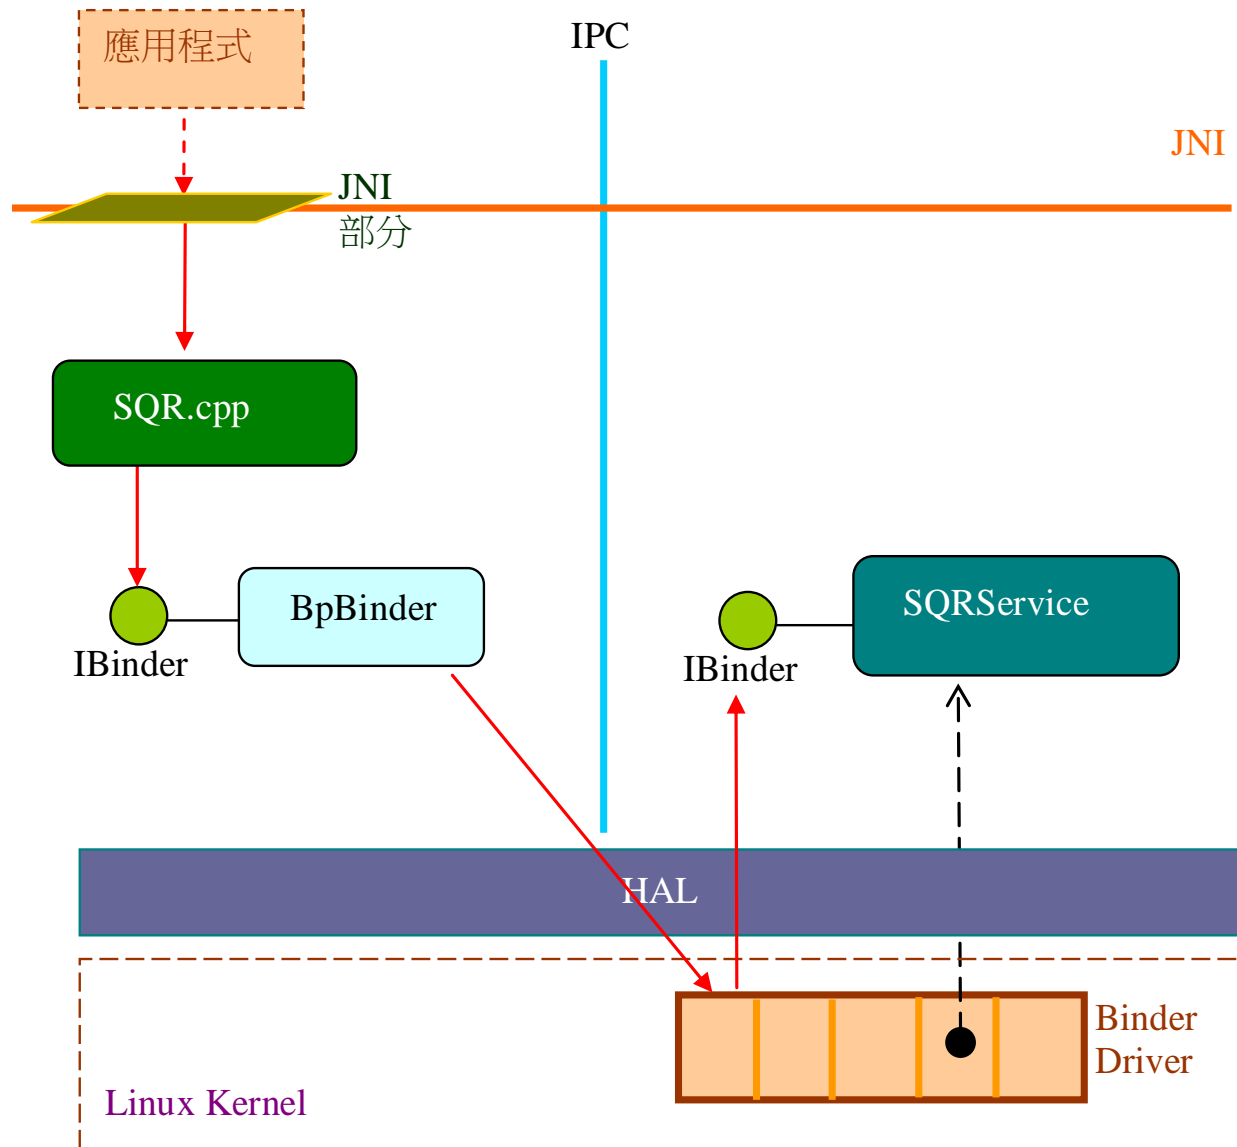 應用程式
IPC
JNI
JNI
部分
SQR.cpp
BpBinder
IBinder
SQRService
IBinder
HAL
Binder
Driver
Linux Kernel